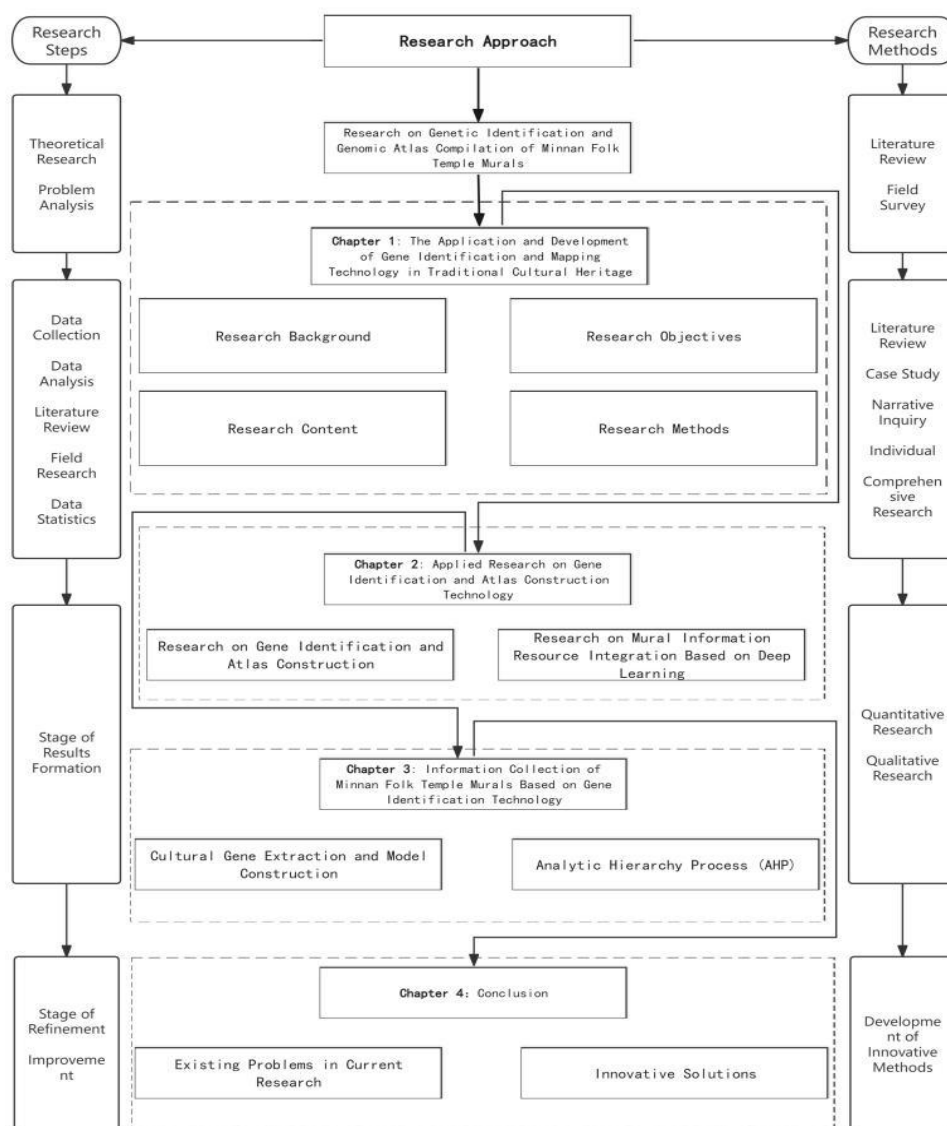 Research
Steps
Research Approach
Research
Methods
Theoretical
Research
Problem
Analysis
Research on Genetic Identification and
Genomic Atlas Compilation of Minnan Folk
Temple Murals
Literature
Review
Field
Survey
Chapter 1: The Application and Development
of Gene Identification and Mapping
Technology in Traditional Cultural Heritage
Research Background
Research Objectives
Research Content
Research Methods
Data
Collection
Data
Analysis
Literature
Review
Field
Research
Data
Statistics
Literature
Review
Case Study
Narrative
Inquiry
Individual
Comprehen
sive
Research
Chapter 2: Applied Research on Gene
Identification and Atlas Construction
Technology
Research on Gene Identification and
Atlas Construction
Research on Mural Information
Resource Integration Based on Deep
Learning
Stage of
Results
Formation
Quantitative
Research
Qualitative
Research
Chapter 3: Information Collection of
Minnan Folk Temple Murals Based on Gene
Identification Technology
Cultural Gene Extraction and Model
Construction
Analytic Hierarchy Process (AHP)
Stage of
Refinement
Improveme
nt
Chapter 4: Conclusion
Existing Problems in Current
Research
Innovative Solutions
Developme
nt of
Innovative
Methods